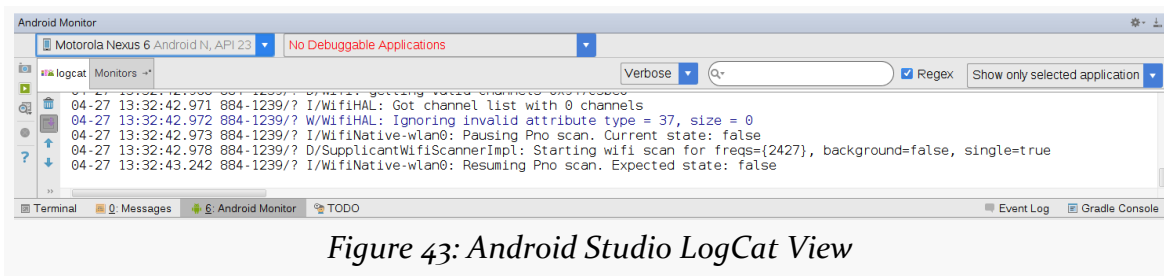 Android Monitor
Motorola Nexus 6 Android N, API 23 No Debuggable Applications
logcat Monitors Verbose Regex Show only selected application
04-27 13:32:42.971 884-1239/? I/WifiHAL: Got channel list with 0 channels
04-27 13:32:42.972 884-1239/? W/WifiHAL: Ignoring invalid attribute type = 37, size = 0
04-27 13:32:42.973 884-1239/? I/WifiNative-wlan0: Pausing Pno scan. Current state: false
04-27 13:32:42.978 884-1239/? D/SupplicantWifiScannerImpl: Starting wifi scan for freqs={2427}, background=false, single=true
04-27 13:32:43.242 884-1239/? I/WifiNative-wlan0: Resuming Pno scan. Expected state: false
Terminal 0: Messages 6: Android Monitor TODO Event Log Gradle Console
Figure 43: Android Studio LogCat View